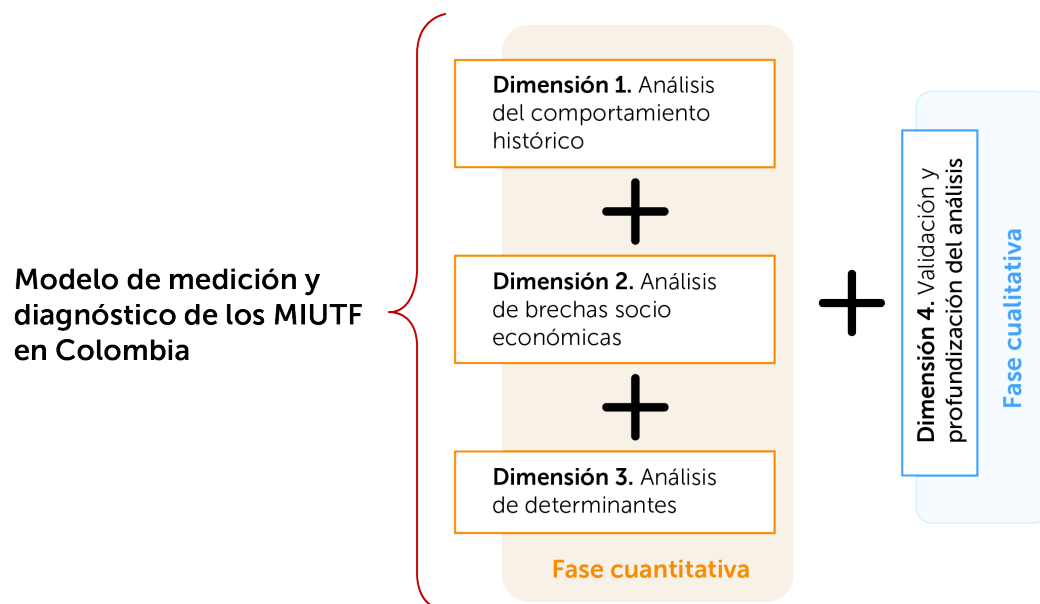 Modelo de medición y
diagnóstico de los MIUTF
en Colombia
Dimensión 1. Análisis
del comportamiento
histórico
Dimensión 2. Análisis
de brechas socio
económicas
Dimensión 3. Análisis
de determinantes
Fase cuantitativa
Dimensión 4. Validación y
profundización del análisis
Fase cualitativa